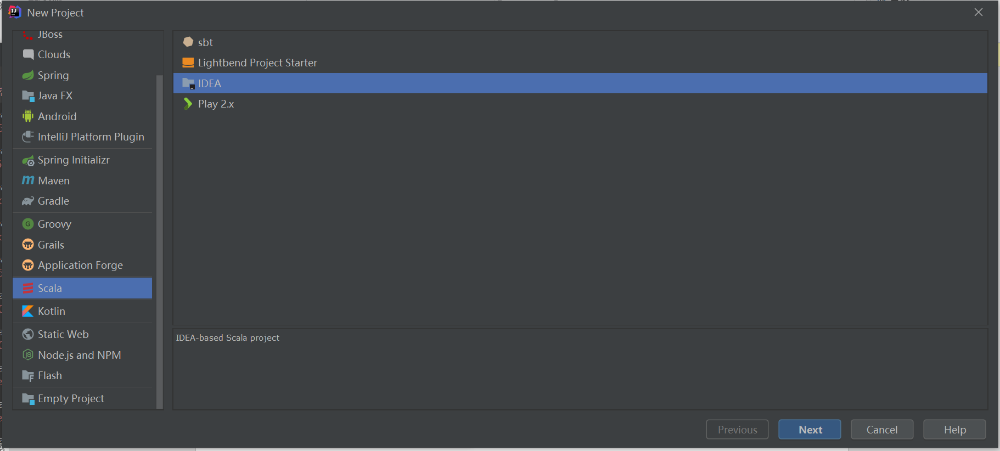 New Project
JBoss
Clouds
Spring
Java FX
Android
IntelliJ Platform Plugin
Spring Initializr
Maven
Gradle
Groovy
Grails
Application Forge
Scala
Kotlin
Static Web
Node.js and NPM
Flash
Empty Project
sbt
Lightbend Project Starter
IDEA
Play 2.x
IDEA-based Scala project
Previous
Next
Cancel
Help